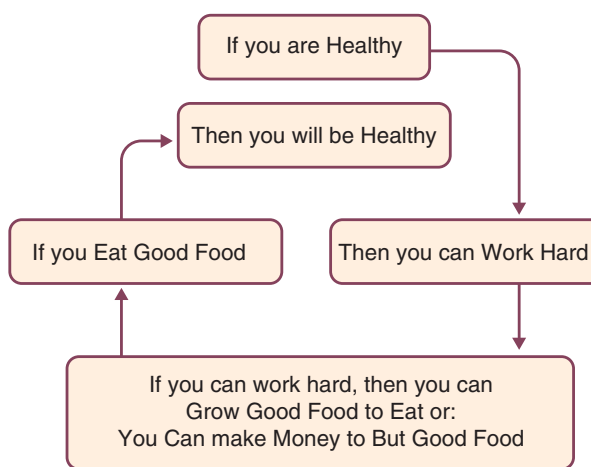 If you are Healthy
Then you will be Healthy
If you Eat Good Food
Then you can Work Hard
If you can work hard, then you can
Grow Good Food to Eat or:
You Can make Money to But Good Food